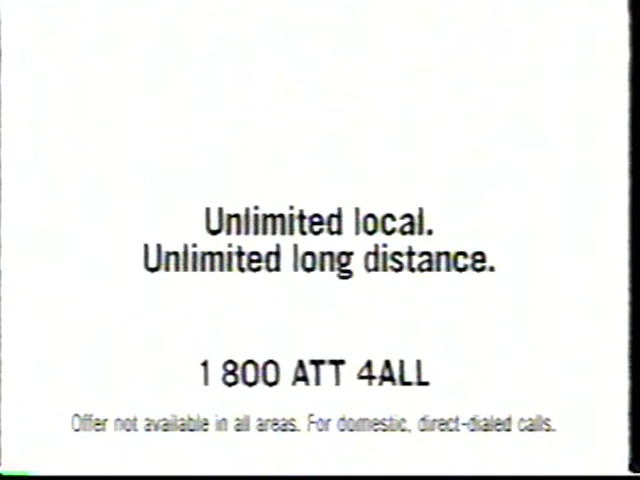 Unlimited local.
Unlimited long distance.
1 800 ATT 4ALL
Offer not available in all areas. For domestic, direct-dialed calls.